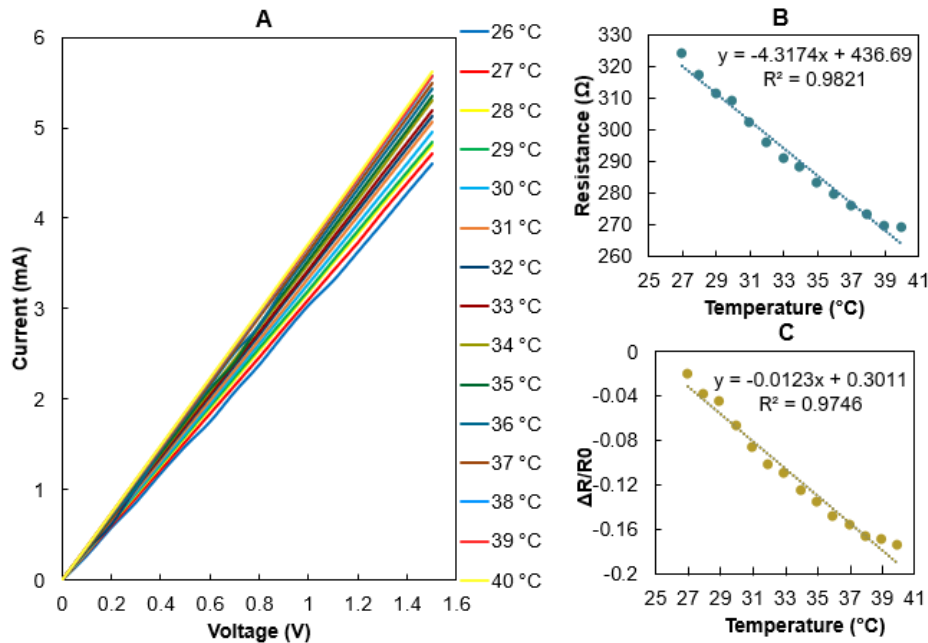 A
6
5
4
3
2
1
0
0
0.2
0.4
0.6
0.8
1
1.2
1.4
1.6
Current (mA)
Voltage (V)
26 °C
27 °C
28 °C
29 °C
30 °C
31 °C
32 °C
33 °C
34 °C
35 °C
36 °C
37 °C
38 °C
39 °C
40 °C
B
330
320
310
300
290
280
270
260
y = -4.3174x + 436.69
R² = 0.9821
Resistance (Ω)
25 27 29 31 33 35 37 39 41
Temperature (°C)
C
0
-0.04
-0.08
-0.12
-0.16
-0.2
y = -0.0123x + 0.3011
R² = 0.9746
ΔR/R0
25 27 29 31 33 35 37 39 41
Temperature (°C)